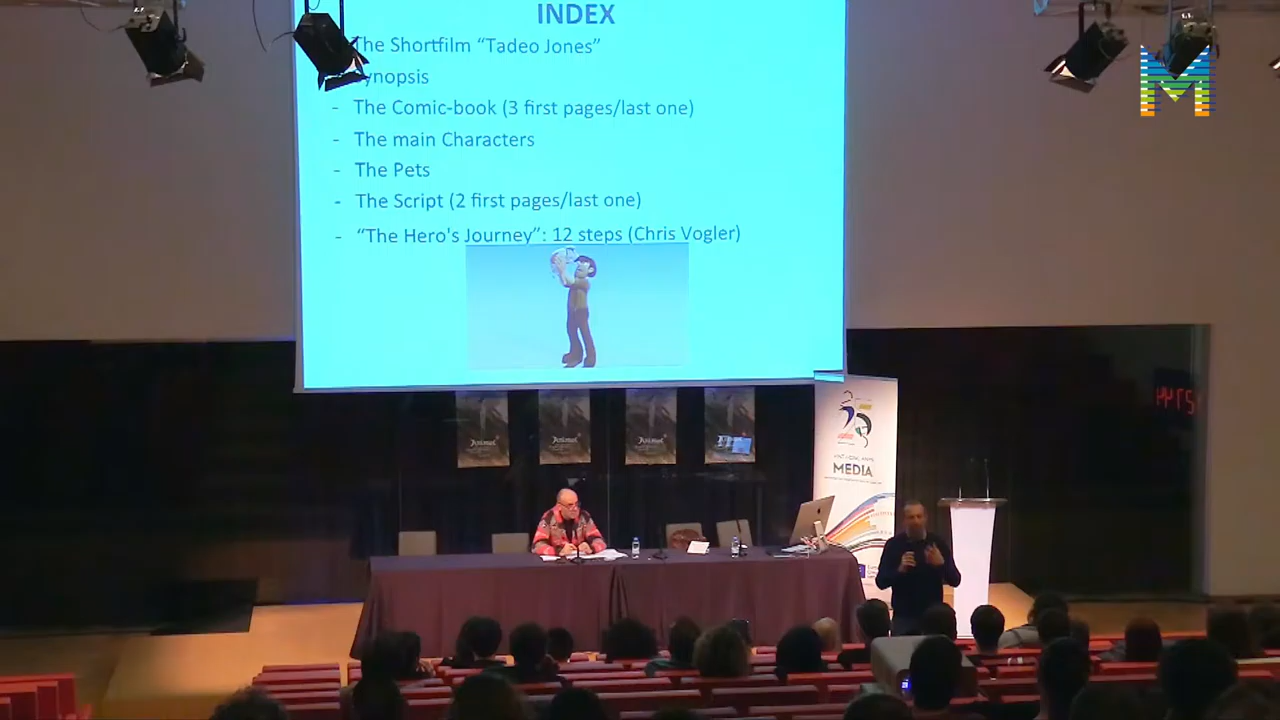 INDEX
The Shortfilm “Tadeo Jones”
Synopsis
- The Comic-book (3 first pages/last one)
- The main Characters
- The Pets
- The Script (2 first pages/last one)
- “The Hero's Journey”: 12 steps (Chris Vogler)
M
MEDIA